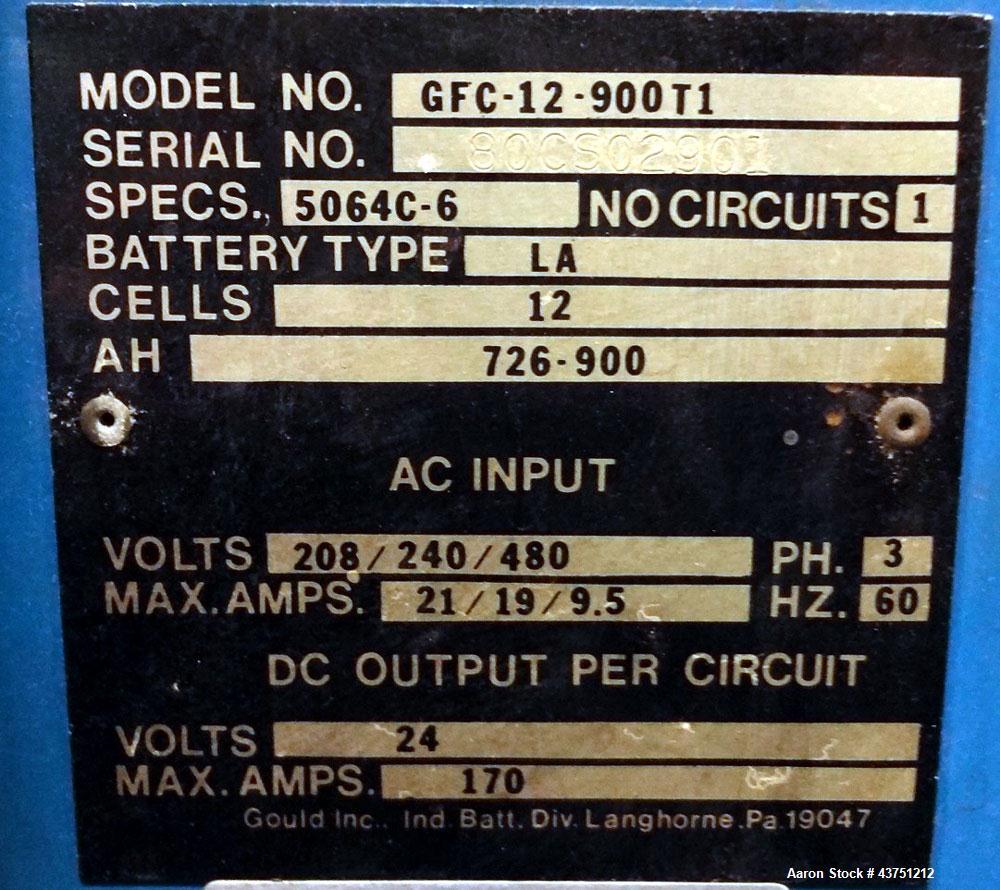 MODEL NO. GFC-12-900T1
SERIAL NO. 80CS02901
SPECS., 5064C-6 NO CIRCUITS 1
BATTERY TYPE LA
CELLS 12
AH 726-900
AC INPUT
VOLTS 208/240/480 PH. 3
MAX. AMPS. 21/19/9.5 HZ. 60
DC OUTPUT PER CIRCUIT
VOLTS 24
MAX. AMPS. 170
Gould Inc.. Ind. Batt. Div. Langhorne.Pa.19047
Aaron Stock # 43751212